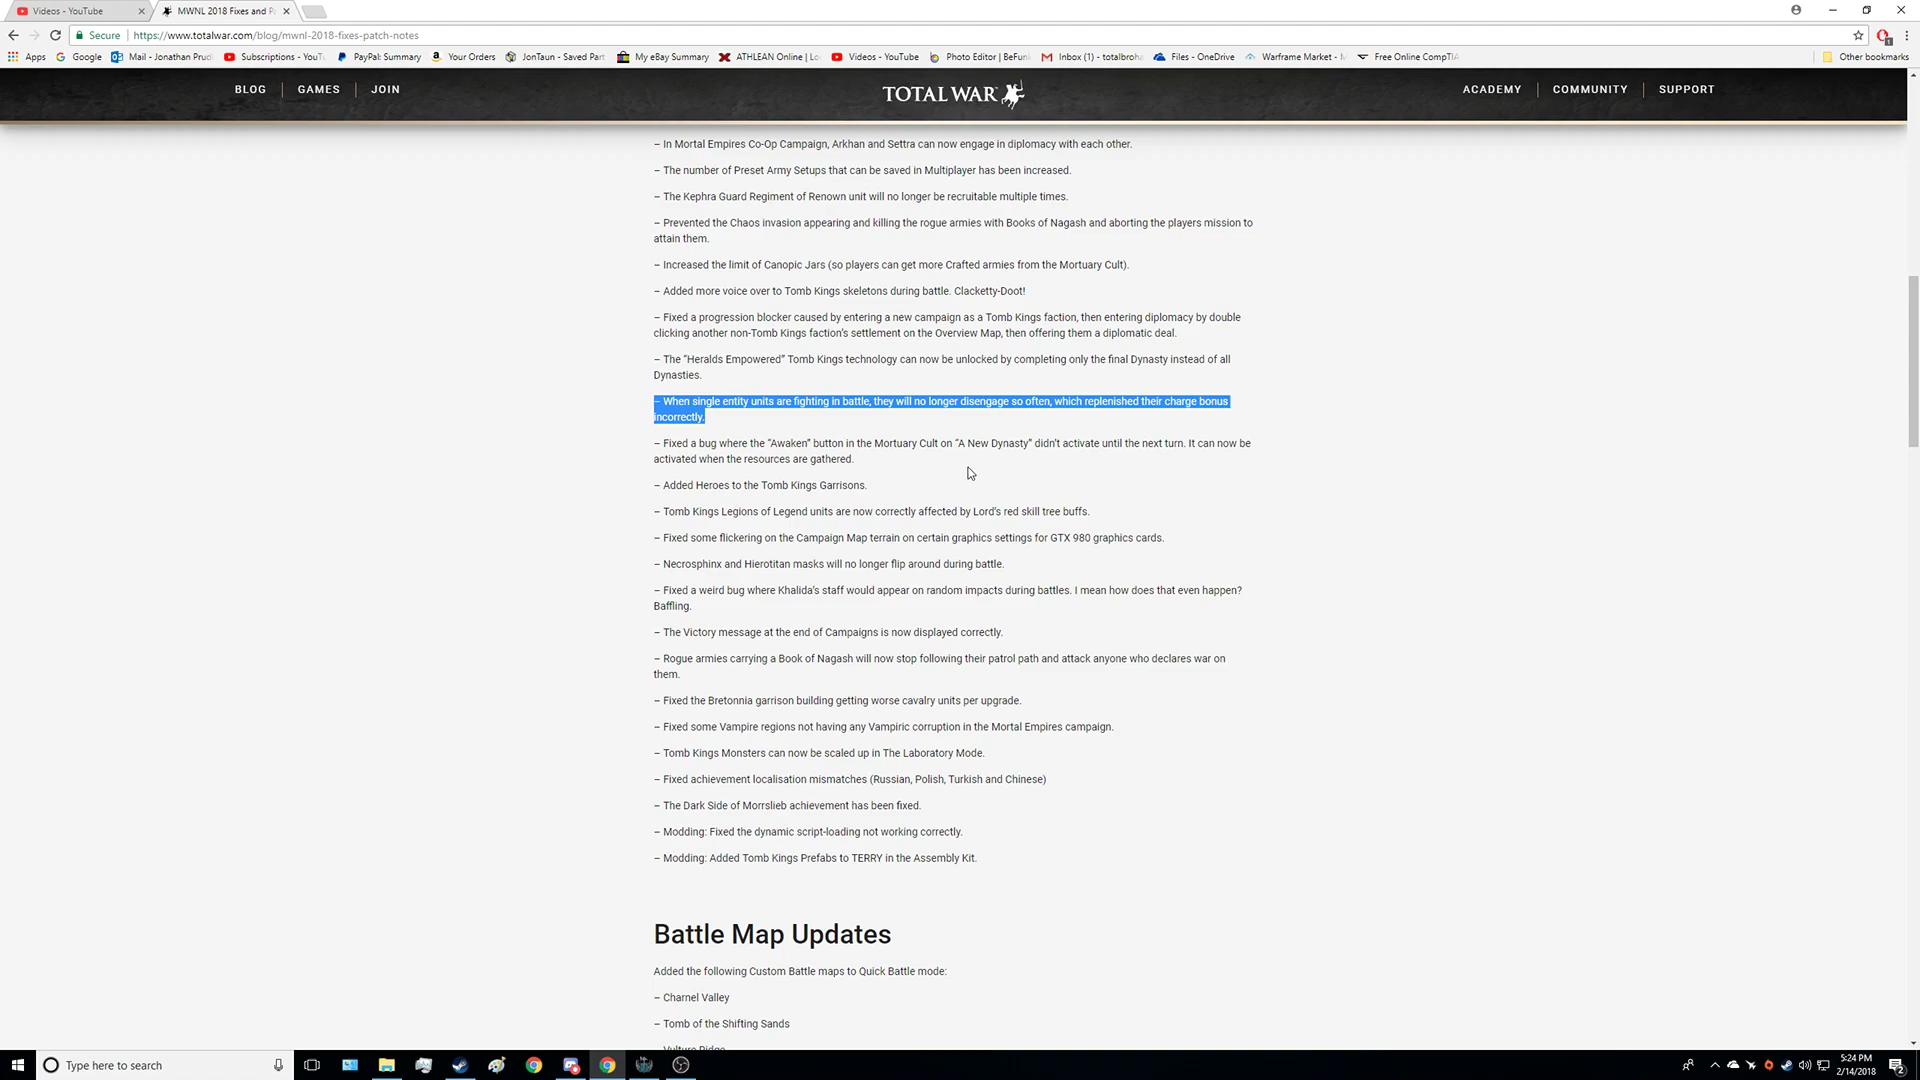 Videos - YouTube
MWNL 2018 Fixes and P
Secure
https://www.totalwar.com/blog/mwnl-2018-fixes-patch-notes
Apps
Google
Mail - Jonathan Prud
Subscriptions - YouT
PayPal: Summary
Your Orders
JonTaun - Saved Part
My eBay Summary
ATHLEAN Online | Lo
Videos - YouTube
Photo Editor | BeFunk
Inbox (1) - totalbroha
Files - OneDrive
Warframe Market - M
Free Online CompTIA
Other bookmarks
BLOG
GAMES
JOIN
TOTAL WAR
ACADEMY
COMMUNITY
SUPPORT
– In Mortal Empires Co-Op Campaign, Arkhan and Settra can now engage in diplomacy with each other.
– The number of Preset Army Setups that can be saved in Multiplayer has been increased.
– The Kephra Guard Regiment of Renown unit will no longer be recruitable multiple times.
– Prevented the Chaos invasion appearing and killing the rogue armies with Books of Nagash and aborting the players mission to
attain them.
– Increased the limit of Canopic Jars (so players can get more Crafted armies from the Mortuary Cult).
– Added more voice over to Tomb Kings skeletons during battle. Clacketty-Doot!
– Fixed a progression blocker caused by entering a new campaign as a Tomb Kings faction, then entering diplomacy by double
clicking another non-Tomb Kings faction’s settlement on the Overview Map, then offering them a diplomatic deal.
– The “Heralds Empowered” Tomb Kings technology can now be unlocked by completing only the final Dynasty instead of all
Dynasties.
– When single entity units are fighting in battle, they will no longer disengage so often, which replenished their charge bonus
incorrectly.
– Fixed a bug where the “Awaken” button in the Mortuary Cult on “A New Dynasty” didn’t activate until the next turn. It can now be
activated when the resources are gathered.
– Added Heroes to the Tomb Kings Garrisons.
– Tomb Kings Legions of Legend units are now correctly affected by Lord’s red skill tree buffs.
– Fixed some flickering on the Campaign Map terrain on certain graphics settings for GTX 980 graphics cards.
– Necrosphinx and Hierotitan masks will no longer flip around during battle.
– Fixed a weird bug where Khalida’s staff would appear on random impacts during battles. I mean how does that even happen?
Baffling.
– The Victory message at the end of Campaigns is now displayed correctly.
– Rogue armies carrying a Book of Nagash will now stop following their patrol path and attack anyone who declares war on
them.
– Fixed the Bretonnia garrison building getting worse cavalry units per upgrade.
– Fixed some Vampire regions not having any Vampiric corruption in the Mortal Empires campaign.
– Tomb Kings Monsters can now be scaled up in The Laboratory Mode.
– Fixed achievement localisation mismatches (Russian, Polish, Turkish and Chinese)
– The Dark Side of Morrslieb achievement has been fixed.
– Modding: Fixed the dynamic script-loading not working correctly.
– Modding: Added Tomb Kings Prefabs to TERRY in the Assembly Kit.
Battle Map Updates
Added the following Custom Battle maps to Quick Battle mode:
– Charnel Valley
– Tomb of the Shifting Sands
– Vulture Ridge
Type here to search
5:24 PM
2/14/2018
2